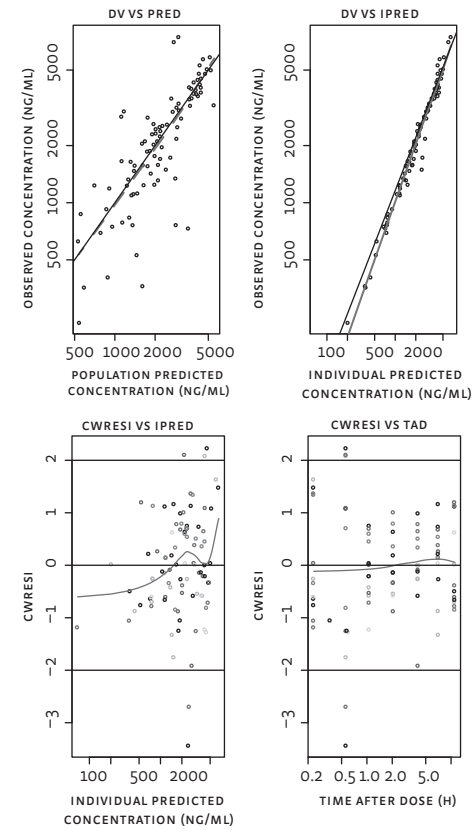 DV VS PRED
OBSERVED CONCENTRATION (NG/ML)
5000
2000
1000
500
500 1000 2000 5000
POPULATION PREDICTED
CONCENTRATION (NG/ML)
DV VS IPRED
OBSERVED CONCENTRATION (NG/ML)
5000
2000
1000
500
100 500 2000
INDIVIDUAL PREDICTED
CONCENTRATION (NG/ML)
CWRESI VS IPRED
CWRESI
2
1
0
−1
−2
−3
100 500 2000
INDIVIDUAL PREDICTED
CONCENTRATION (NG/ML)
CWRESI VS TAD
CWRESI
2
1
0
−1
−2
−3
0.2 0.5 1.0 2.0 5.0
TIME AFTER DOSE (H)